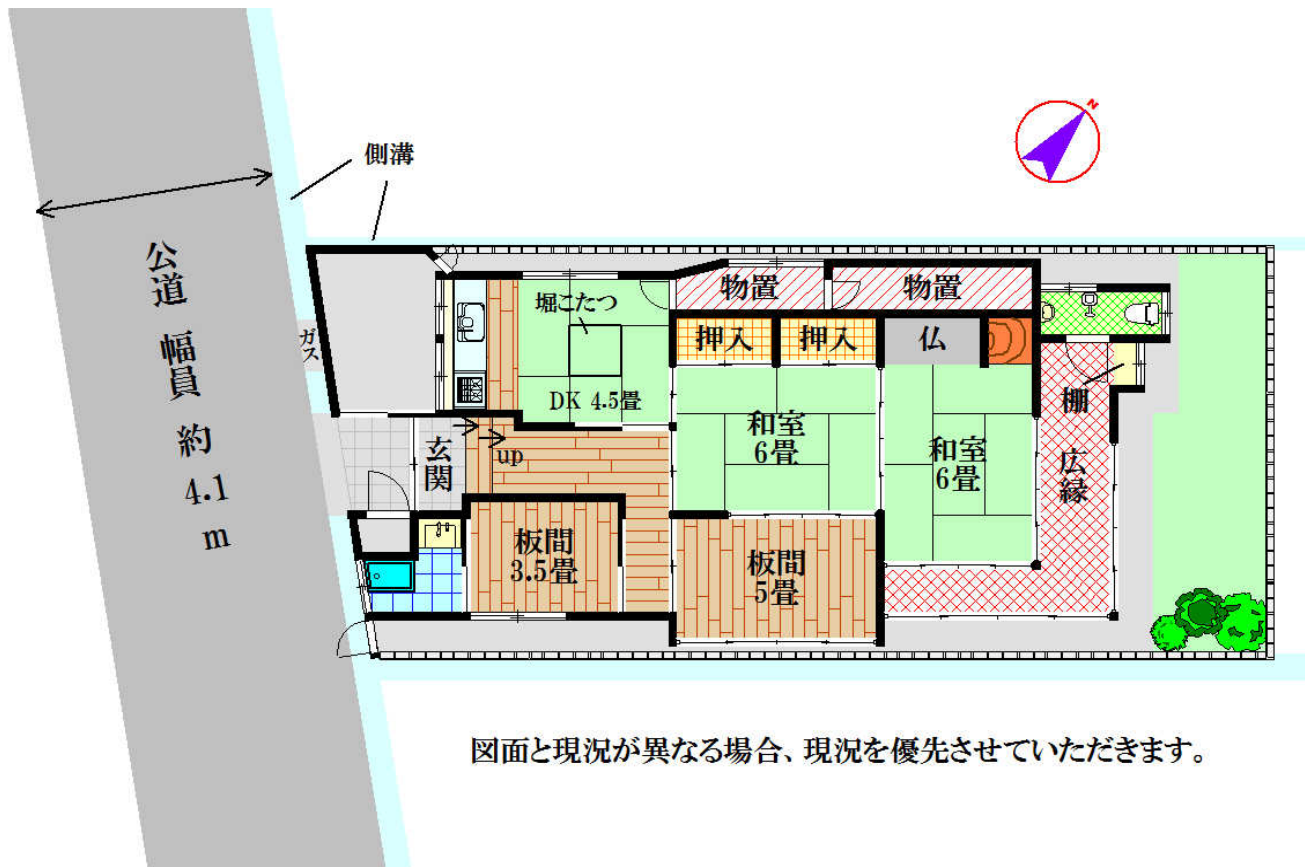 N
側溝
公道 幅員 約 4.1 m
ガス
堀こたつ
DK 4.5畳
物置
物置
押入
押入
仏
棚
和室
6畳
和室
6畳
広縁
玄関
up
板間
3.5畳
板間
5畳
図面と現況が異なる場合、現況を優先させていただきます。